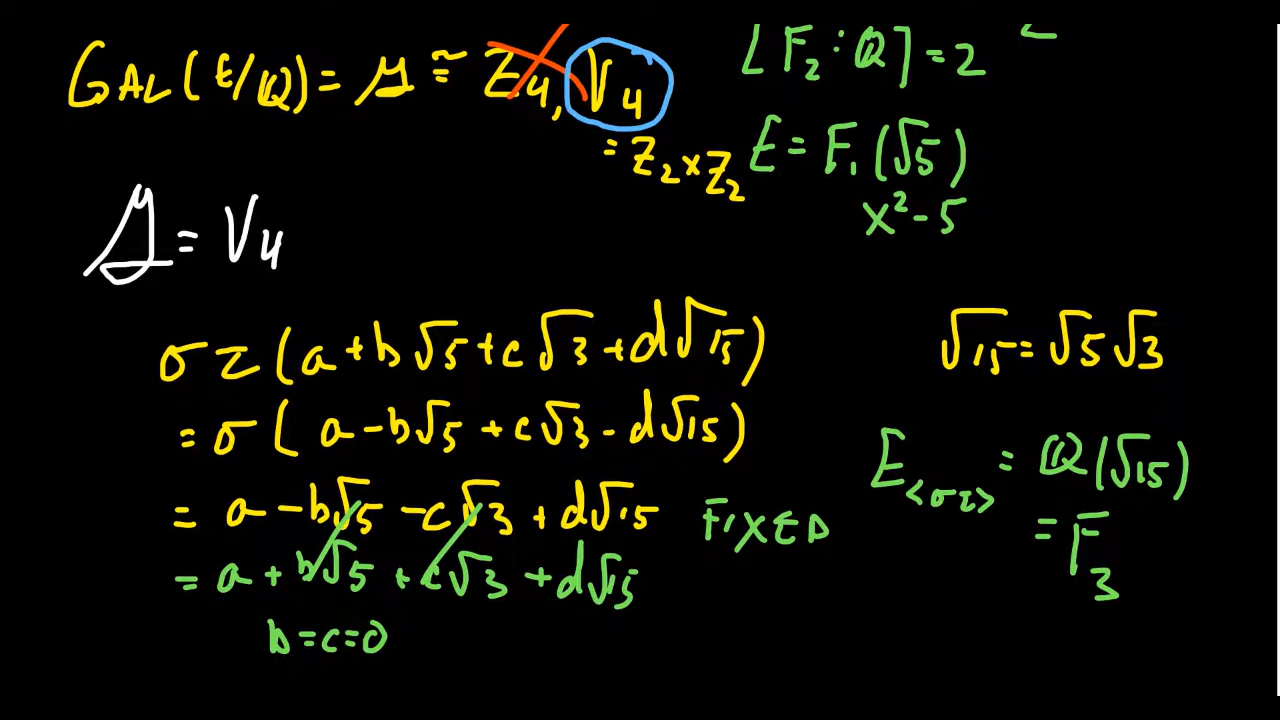 GAL(E/Q) = G ≅ Z4, V4
= Z2 × Z2
[F2 : Q] = 2
E = F1(√5)
x² - 5
G = V4
στ(a + b√5 + c√3 + d√15)
= σ(a - b√5 + c√3 - d√15)
= a - b√5 - c√3 + d√15 FIXED
= a + b√5 + c√3 + d√15
b = c = 0
√15 = √5 √3
E<στ> = Q(√15)
= F3